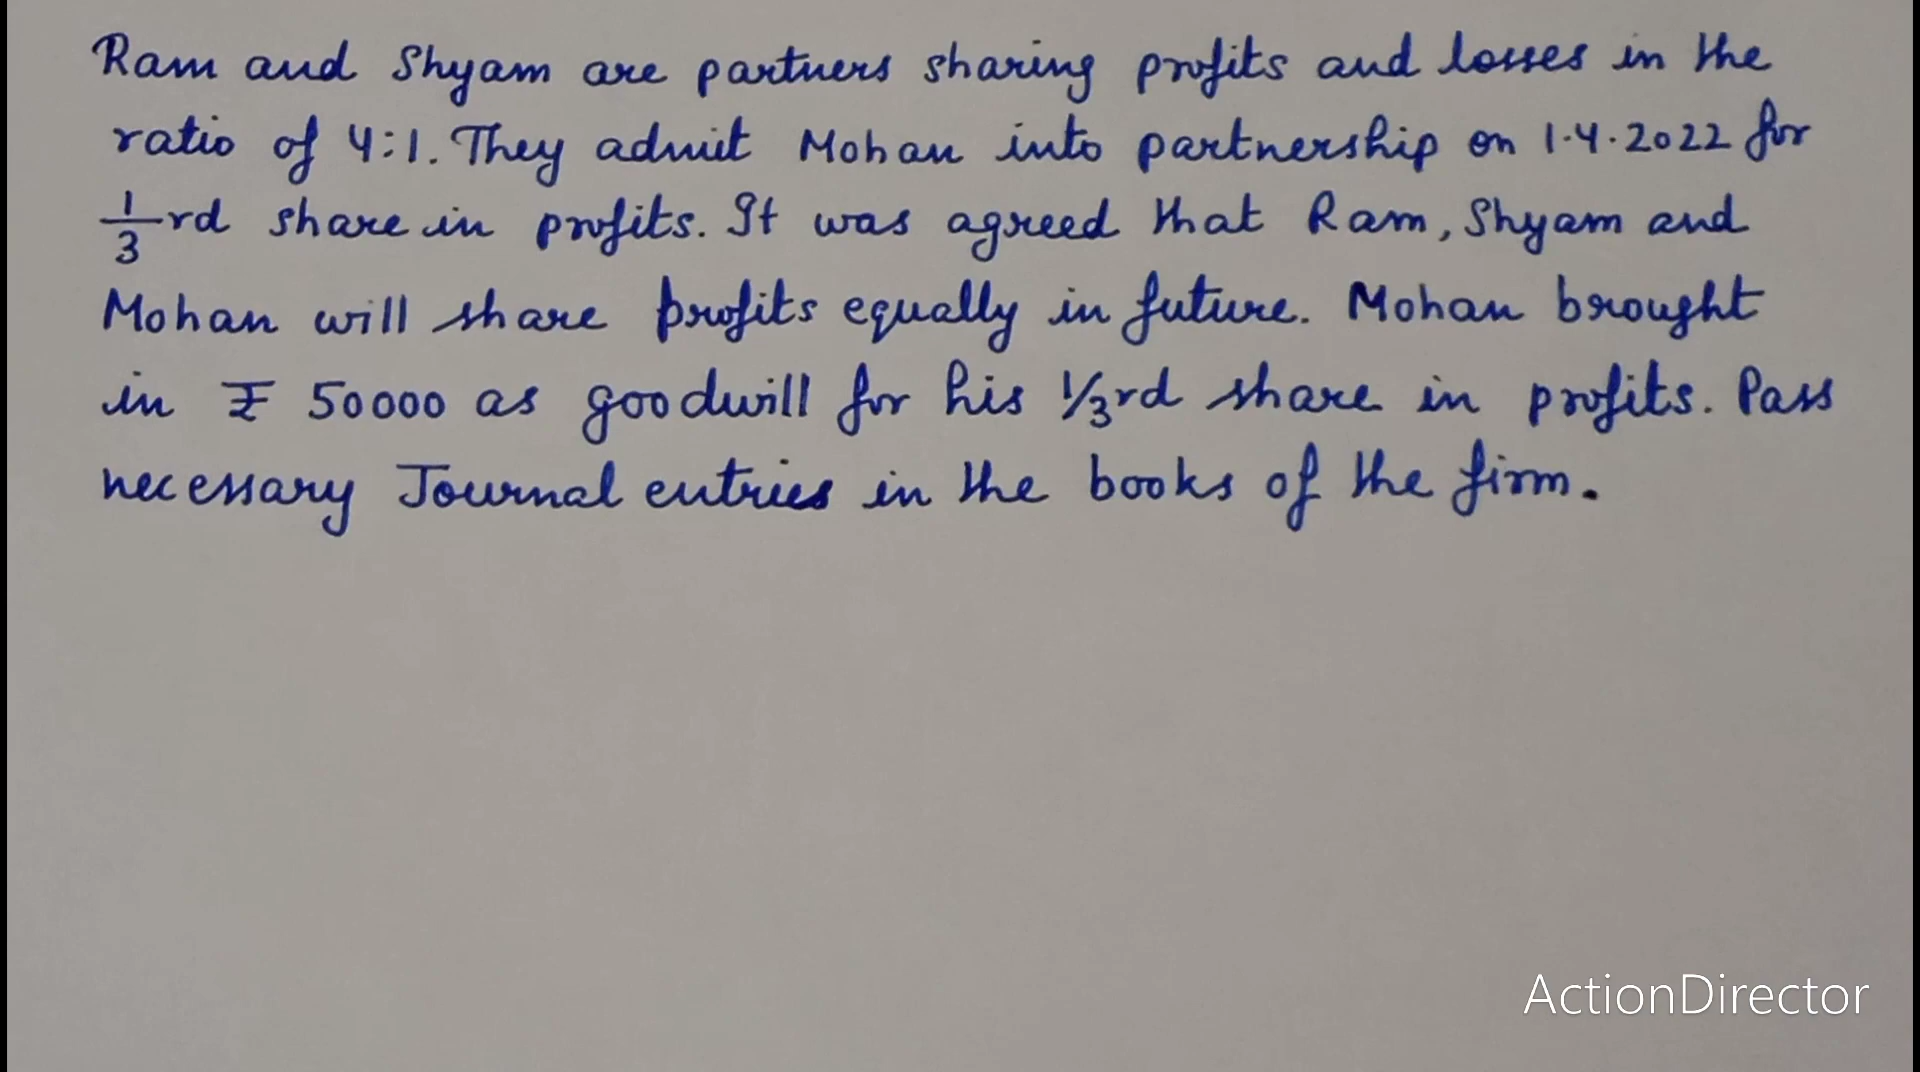 Ram and Shyam are partners sharing profits and losses in the
ratio of 4:1. They admit Mohan into partnership on 1.4.2022 for
1/3 rd share in profits. It was agreed that Ram, Shyam and
Mohan will share profits equally in future. Mohan brought
in ₹ 50000 as goodwill for his 1/3rd share in profits. Pass
necessary Journal entries in the books of the firm.
ActionDirector